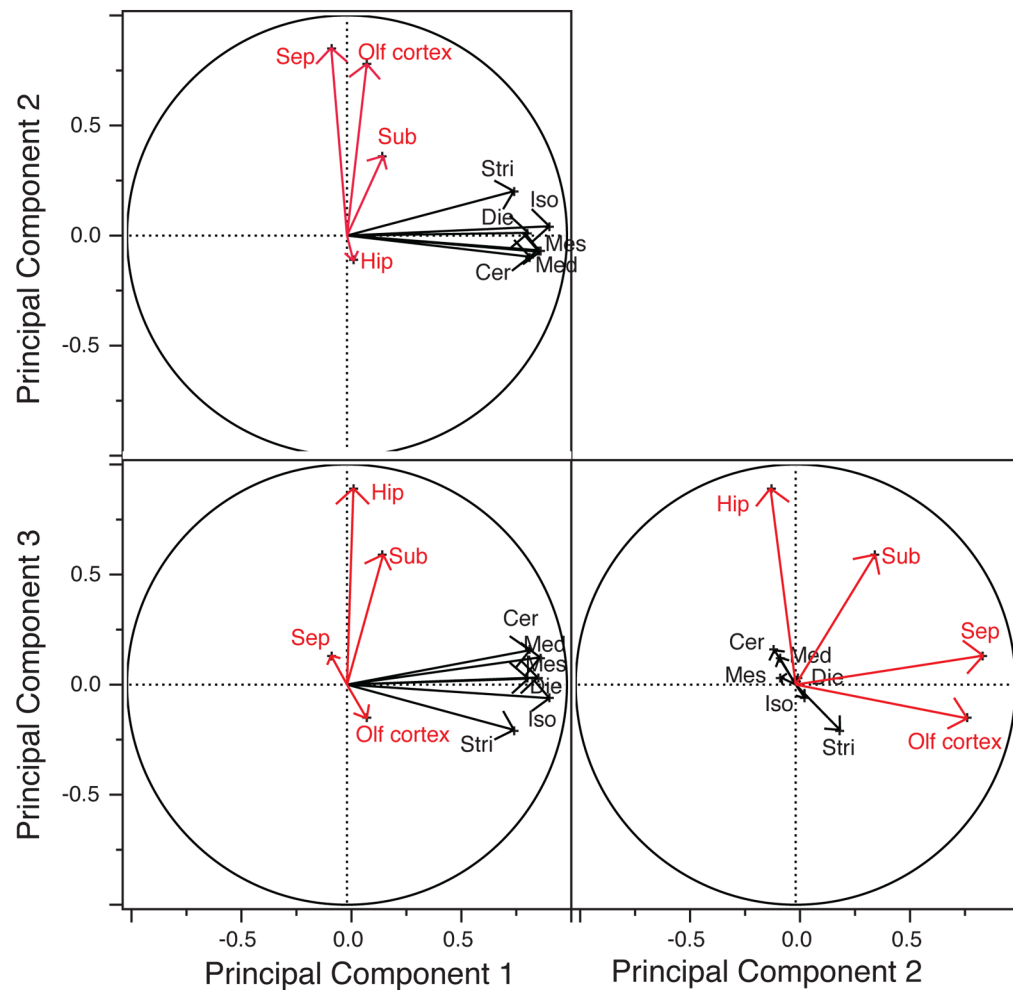 Principal Component 2
0.5
0.0
-0.5
Sep
Olf cortex
Sub
Stri
Iso
Die
Mes
Hip
Cer
Med
Principal Component 3
0.5
0.0
-0.5
Hip
Sub
Cer
Sep
Med
Mes
Die
Iso
Olf cortex
Stri
Hip
Sub
Sep
Cer
Med
Mes
Die
Iso
Olf cortex
Stri
-0.5
0.0
0.5
-0.5
0.0
0.5
Principal Component 1
Principal Component 2